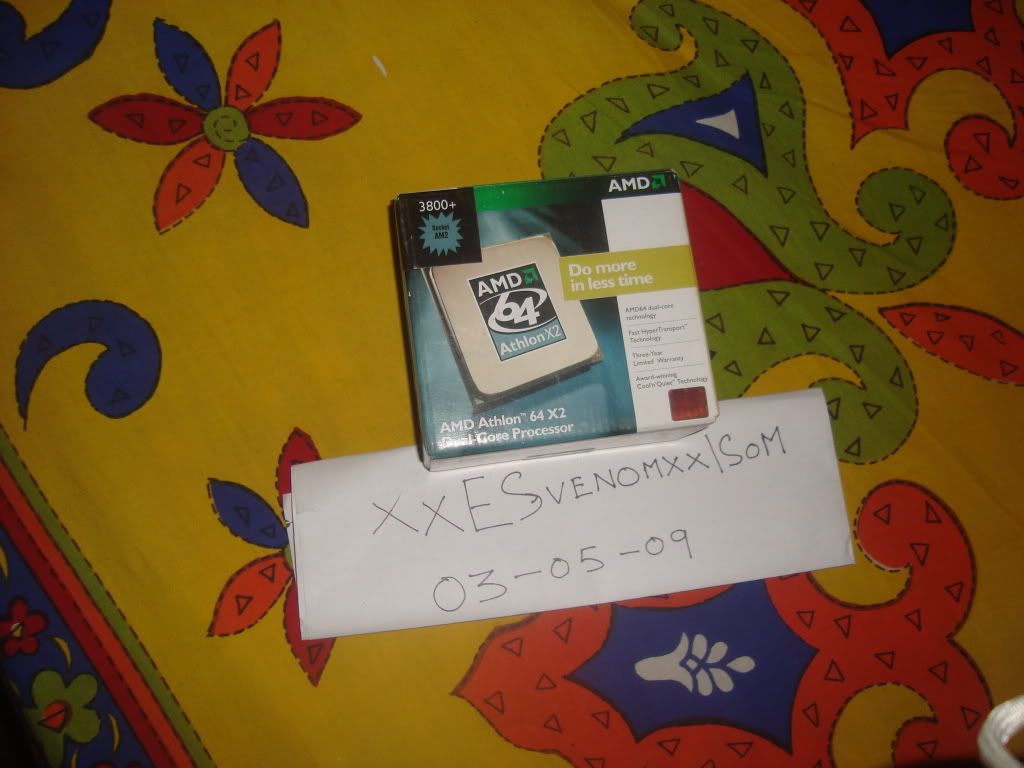 AMD
3800+
Socket
AM2
AMD
64
Athlon X2
Do more
in less time
AMD64 dual-core
technology
Fast HyperTransport™
Technology
Three-Year
Limited Warranty
Award-winning
Cool'n'Quiet™ Technology
AMD Athlon™ 64 X2
Dual-Core Processor
xxESvenomxx/SoM
03-05-09